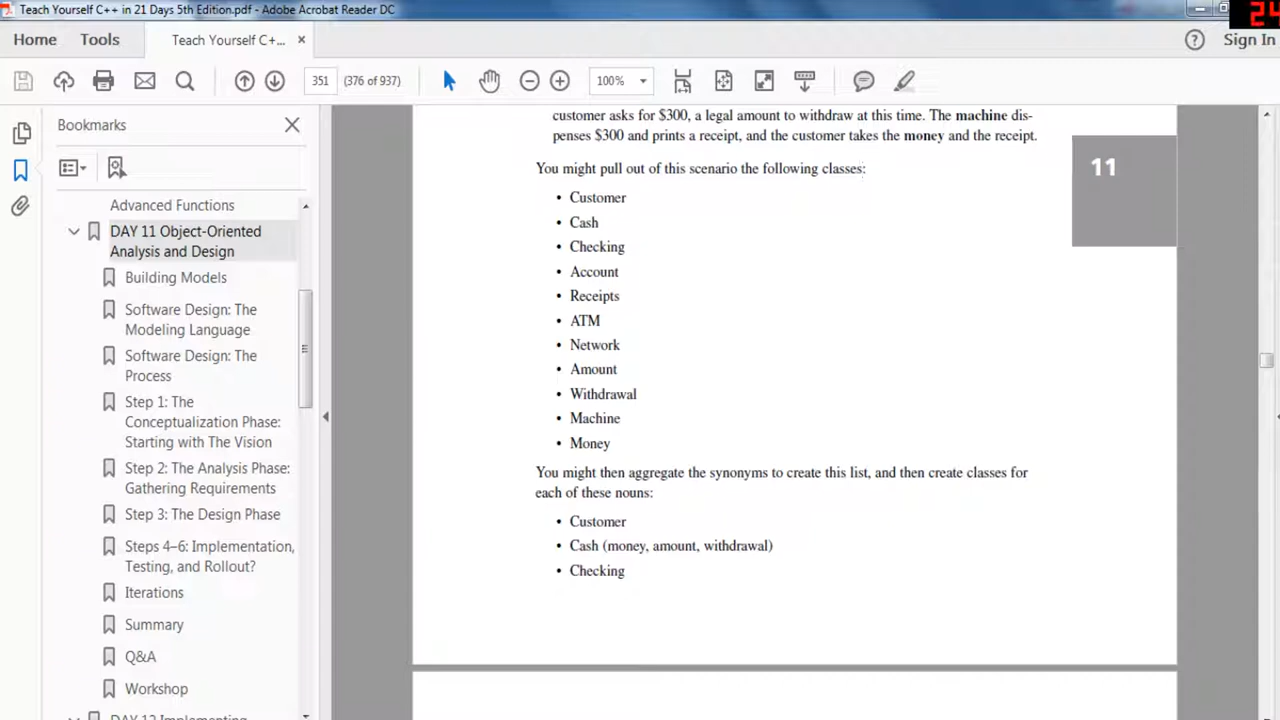 Teach Yourself C++ in 21 Days 5th Edition.pdf - Adobe Acrobat Reader DC
24
Home Tools Teach Yourself C+... × Sign In
351 (376 of 937) 100%
Bookmarks
Advanced Functions
DAY 11 Object-Oriented
Analysis and Design
Building Models
Software Design: The
Modeling Language
Software Design: The
Process
Step 1: The
Conceptualization Phase:
Starting with The Vision
Step 2: The Analysis Phase:
Gathering Requirements
Step 3: The Design Phase
Steps 4–6: Implementation,
Testing, and Rollout?
Iterations
Summary
Q&A
Workshop
DAY 12 Implementing
customer asks for $300, a legal amount to withdraw at this time. The machine dis-
penses $300 and prints a receipt, and the customer takes the money and the receipt.
11
You might pull out of this scenario the following classes:
• Customer
• Cash
• Checking
• Account
• Receipts
• ATM
• Network
• Amount
• Withdrawal
• Machine
• Money
You might then aggregate the synonyms to create this list, and then create classes for
each of these nouns:
• Customer
• Cash (money, amount, withdrawal)
• Checking